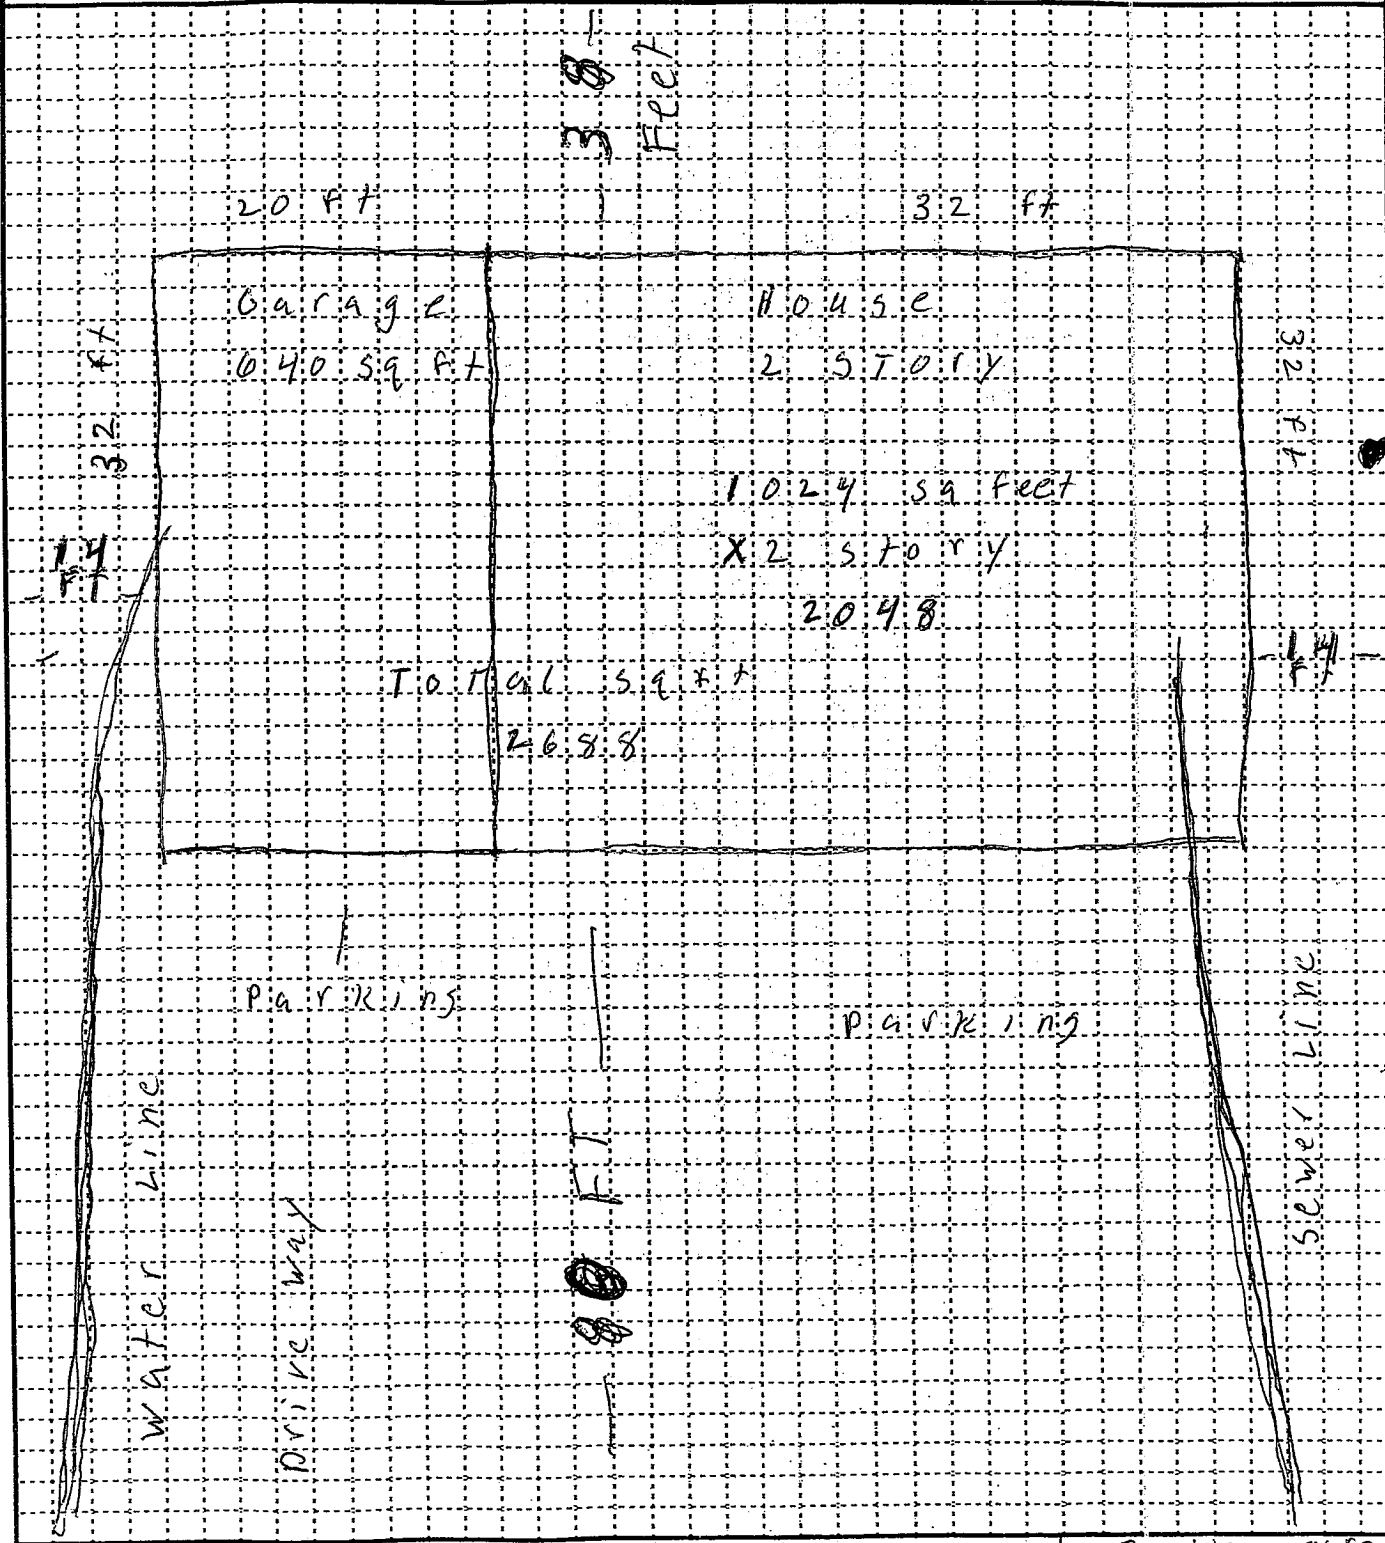 - 38 -
Feet
20 ft
32 ft
Garage
640 sq ft
House
2 Story
32 ft
32 ft
1024 sq feet
X2 story
2048
14
FT
-14-
FT
Total sq ft
2688
Parking
Parking
Water Line
Driveway
80 FT
Sewer Line